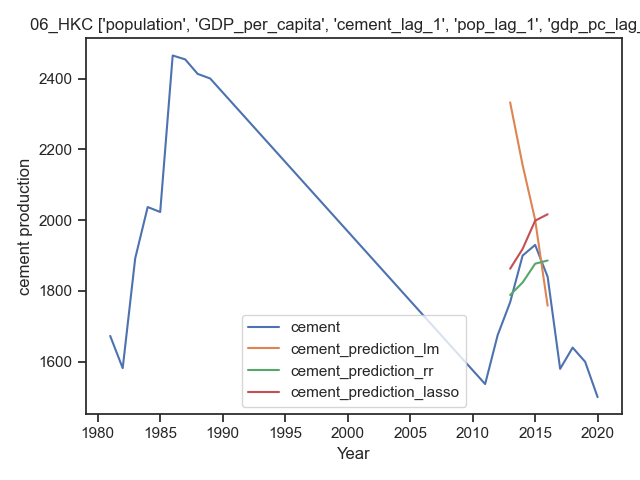 06_HKC ['population', 'GDP_per_capita', 'cement_lag_1', 'pop_lag_1', 'gdp_pc_lag_
2400
2200
2000
1800
1600
cement production
cement
cement_prediction_lm
cement_prediction_rr
cement_prediction_lasso
1980 1985 1990 1995 2000 2005 2010 2015 2020
Year